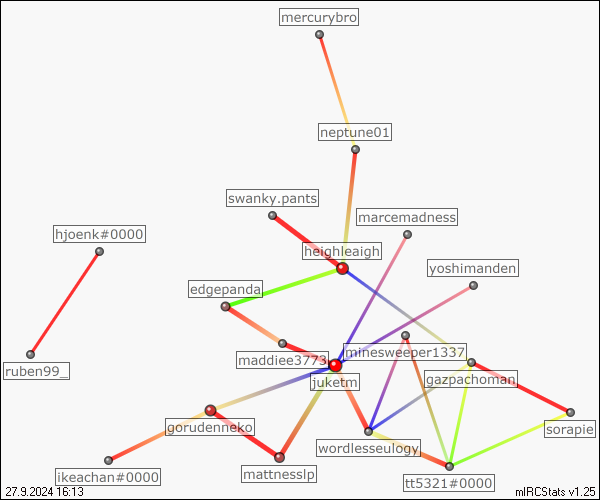 mercurybro
neptune01
swanky.pants
marcemadness
hjoenk#0000
heighleaigh
yoshimanden
edgepanda
minesweeper1337
maddiee3773
ruben99_
juketm
gazpachoman
gorudenneko
sorapie
wordlesseulogy
ikeachan#0000
mattnesslp
tt5321#0000
27.9.2024 16:13
mIRCStats v1.25